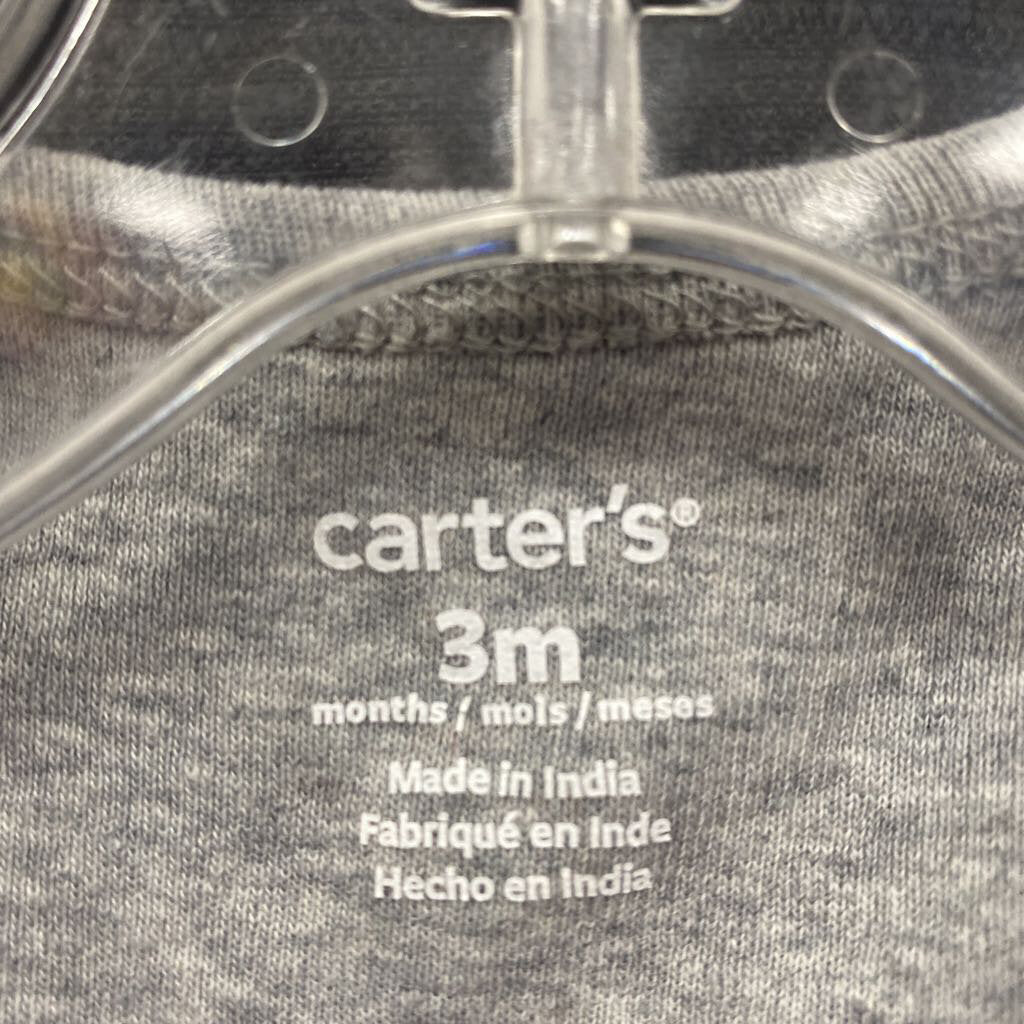 carter's®
3m
months / mois / meses
Made in India
Fabriqué en Inde
Hecho en India